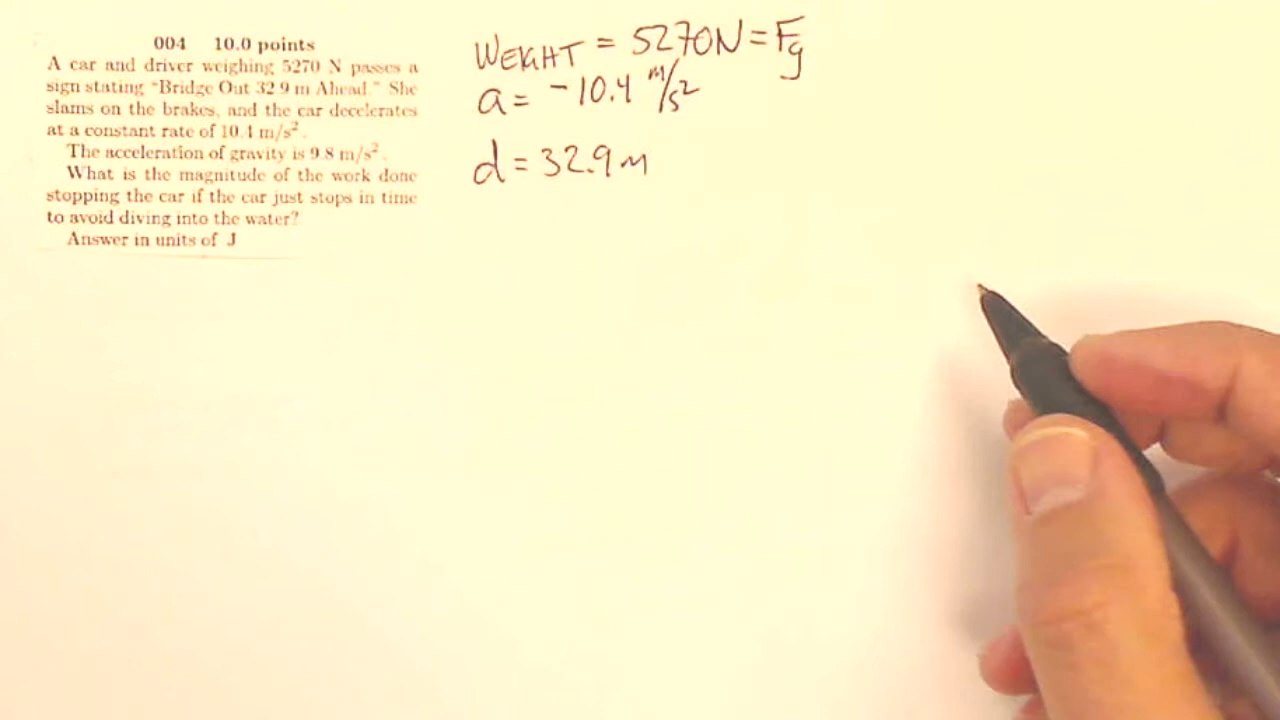 004 10.0 points
A car and driver weighing 5270 N passes a
sign stating “Bridge Out 32.9 m Ahead.” She
slams on the brakes, and the car decelerates
at a constant rate of 10.4 m/s².
The acceleration of gravity is 9.8 m/s².
What is the magnitude of the work done
stopping the car if the car just stops in time
to avoid diving into the water?
Answer in units of J
WEIGHT = 5270N = Fg
a = -10.4 m/s²
d = 32.9m